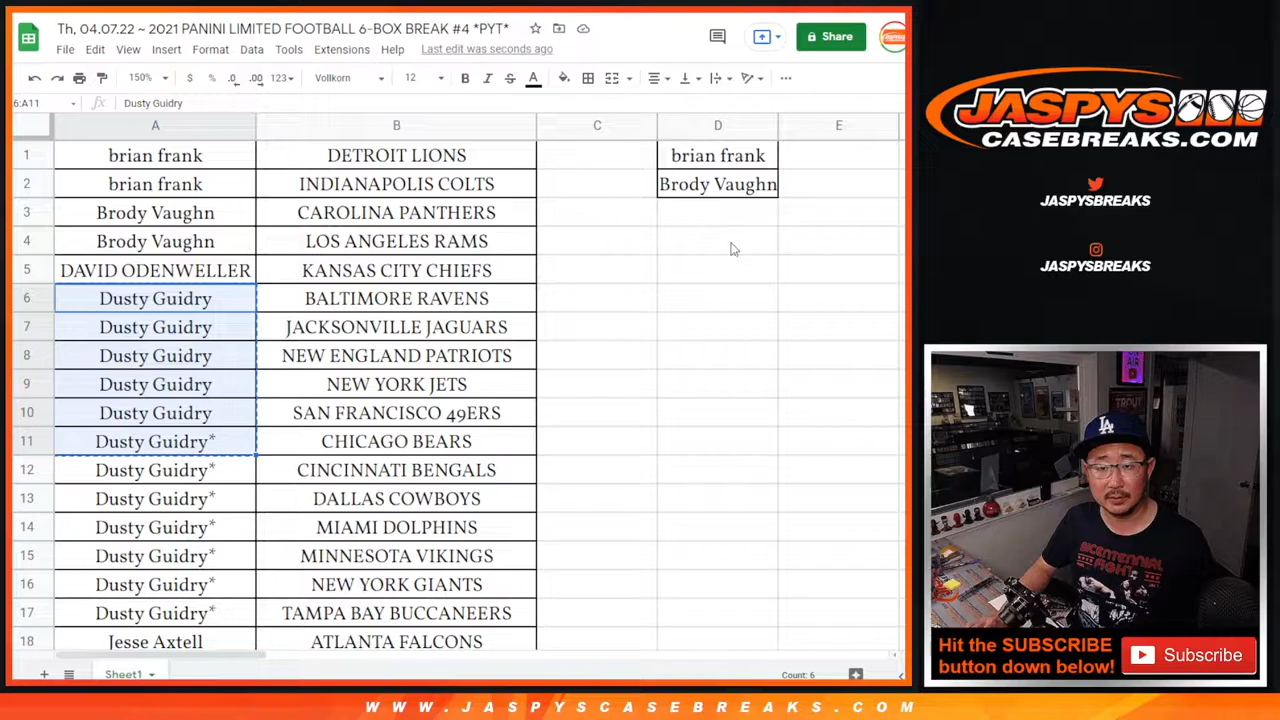 Th, 04.07.22 ~ 2021 PANINI LIMITED FOOTBALL 6-BOX BREAK #4 *PYT*
File Edit View Insert Format Data Tools Extensions Help Last edit was seconds ago
Share
150% $ % .0 .00 123 Vollkorn 12 B I S A
6:A11 fx Dusty Guidry
A B C D E
1 brian frank DETROIT LIONS brian frank
2 brian frank INDIANAPOLIS COLTS Brody Vaughn
3 Brody Vaughn CAROLINA PANTHERS
4 Brody Vaughn LOS ANGELES RAMS
5 DAVID ODENWELLER KANSAS CITY CHIEFS
6 Dusty Guidry BALTIMORE RAVENS
7 Dusty Guidry JACKSONVILLE JAGUARS
8 Dusty Guidry NEW ENGLAND PATRIOTS
9 Dusty Guidry NEW YORK JETS
10 Dusty Guidry SAN FRANCISCO 49ERS
11 Dusty Guidry* CHICAGO BEARS
12 Dusty Guidry* CINCINNATI BENGALS
13 Dusty Guidry* DALLAS COWBOYS
14 Dusty Guidry* MIAMI DOLPHINS
15 Dusty Guidry* MINNESOTA VIKINGS
16 Dusty Guidry* NEW YORK GIANTS
17 Dusty Guidry* TAMPA BAY BUCCANEERS
18 Jesse Axtell ATLANTA FALCONS
Sheet1
Count: 6
JASPYS
CASEBREAKS.COM
JASPYSBREAKS
JASPYSBREAKS
TROUT
LA
BICENTENNIAL
FIGHT
Hit the SUBSCRIBE
button down below!
Subscribe
WWW.JASPYSCASEBREAKS.COM